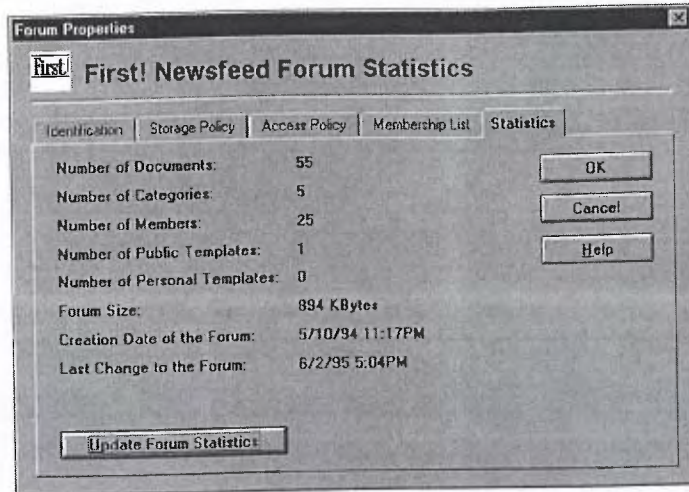 Forum Properties
First!
First! Newsfeed Forum Statistics
Identification Storage Policy Access Policy Membership List Statistics
Number of Documents: 55
Number of Categories: 5
Number of Members: 25
Number of Public Templates: 1
Number of Personal Templates: 0
Forum Size: 894 KBytes
Creation Date of the Forum: 5/10/94 11:17PM
Last Change to the Forum: 6/2/95 5:04PM
OK
Cancel
Help
Update Forum Statistics